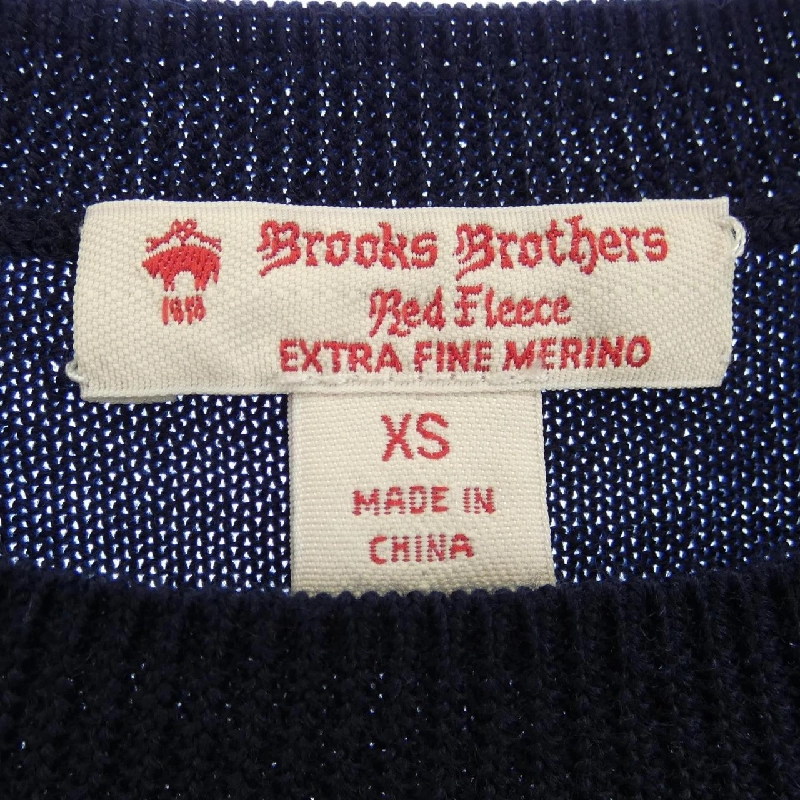 Brooks Brothers
Red Fleece
EXTRA FINE MERINO
1818
XS
MADE IN
CHINA